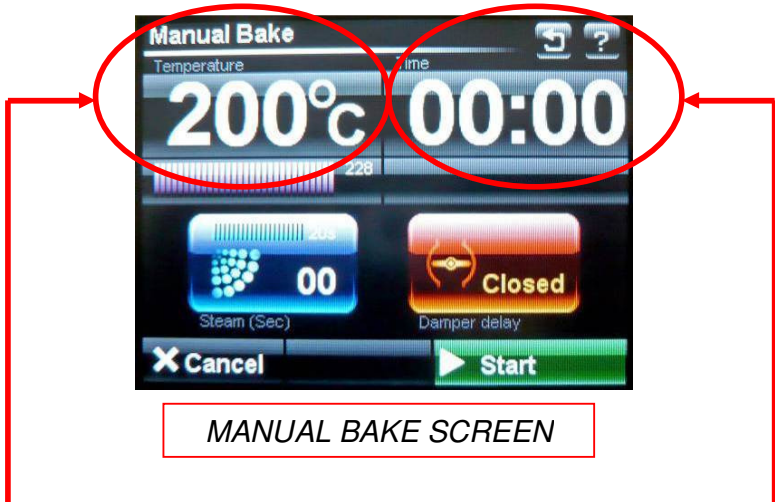 Manual Bake
?
Temperature
Time
200°C
00:00
228
20s
00
Closed
Steam (Sec)
Damper delay
Cancel
Start
MANUAL BAKE SCREEN